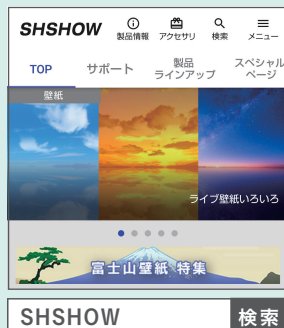 SHSHOW
製品情報 アクセサリ 検索 メニュー
TOP サポート 製品ラインアップ スペシャルページ
壁紙
ライブ壁紙いろいろ
富士山壁紙 特集
SHSHOW 検索